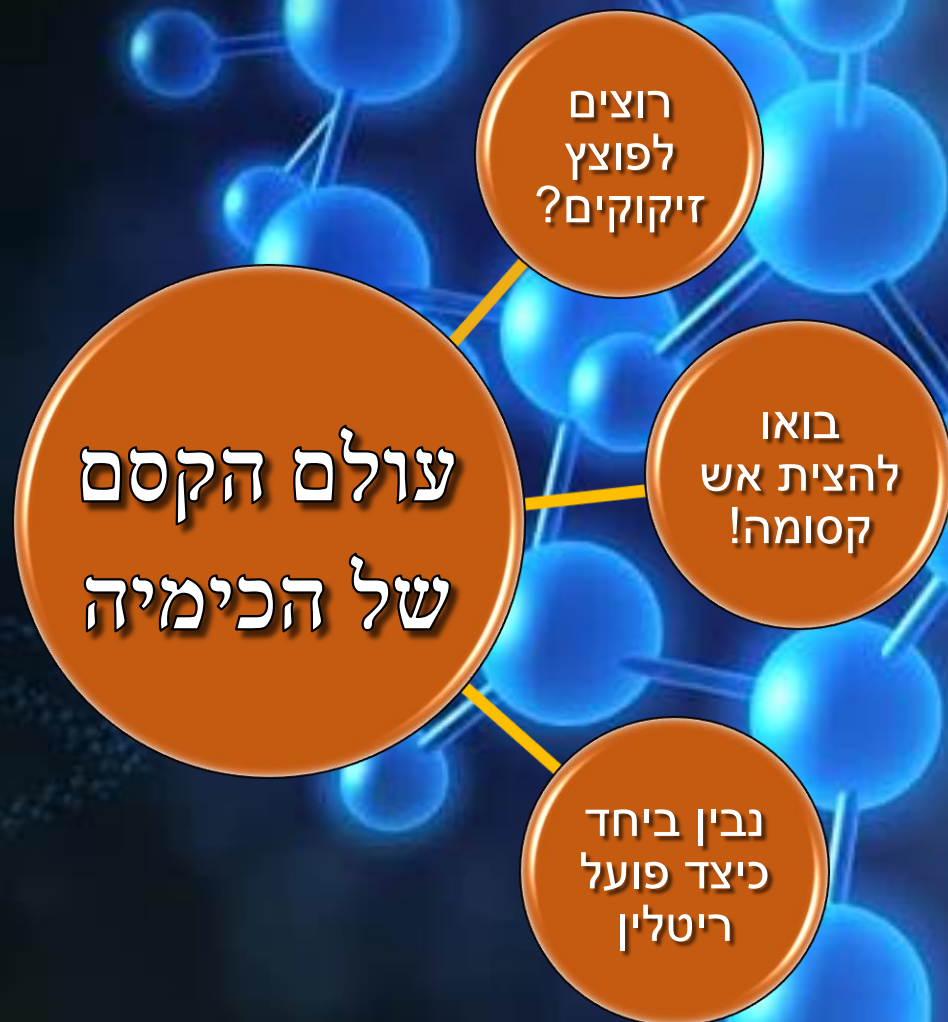 רוצים
לפוצץ
זיקוקים?
בואו
להצית אש
קסומה!
עולם הקסם
של הכימיה
נבין ביחד
כיצד פועל
ריטלין